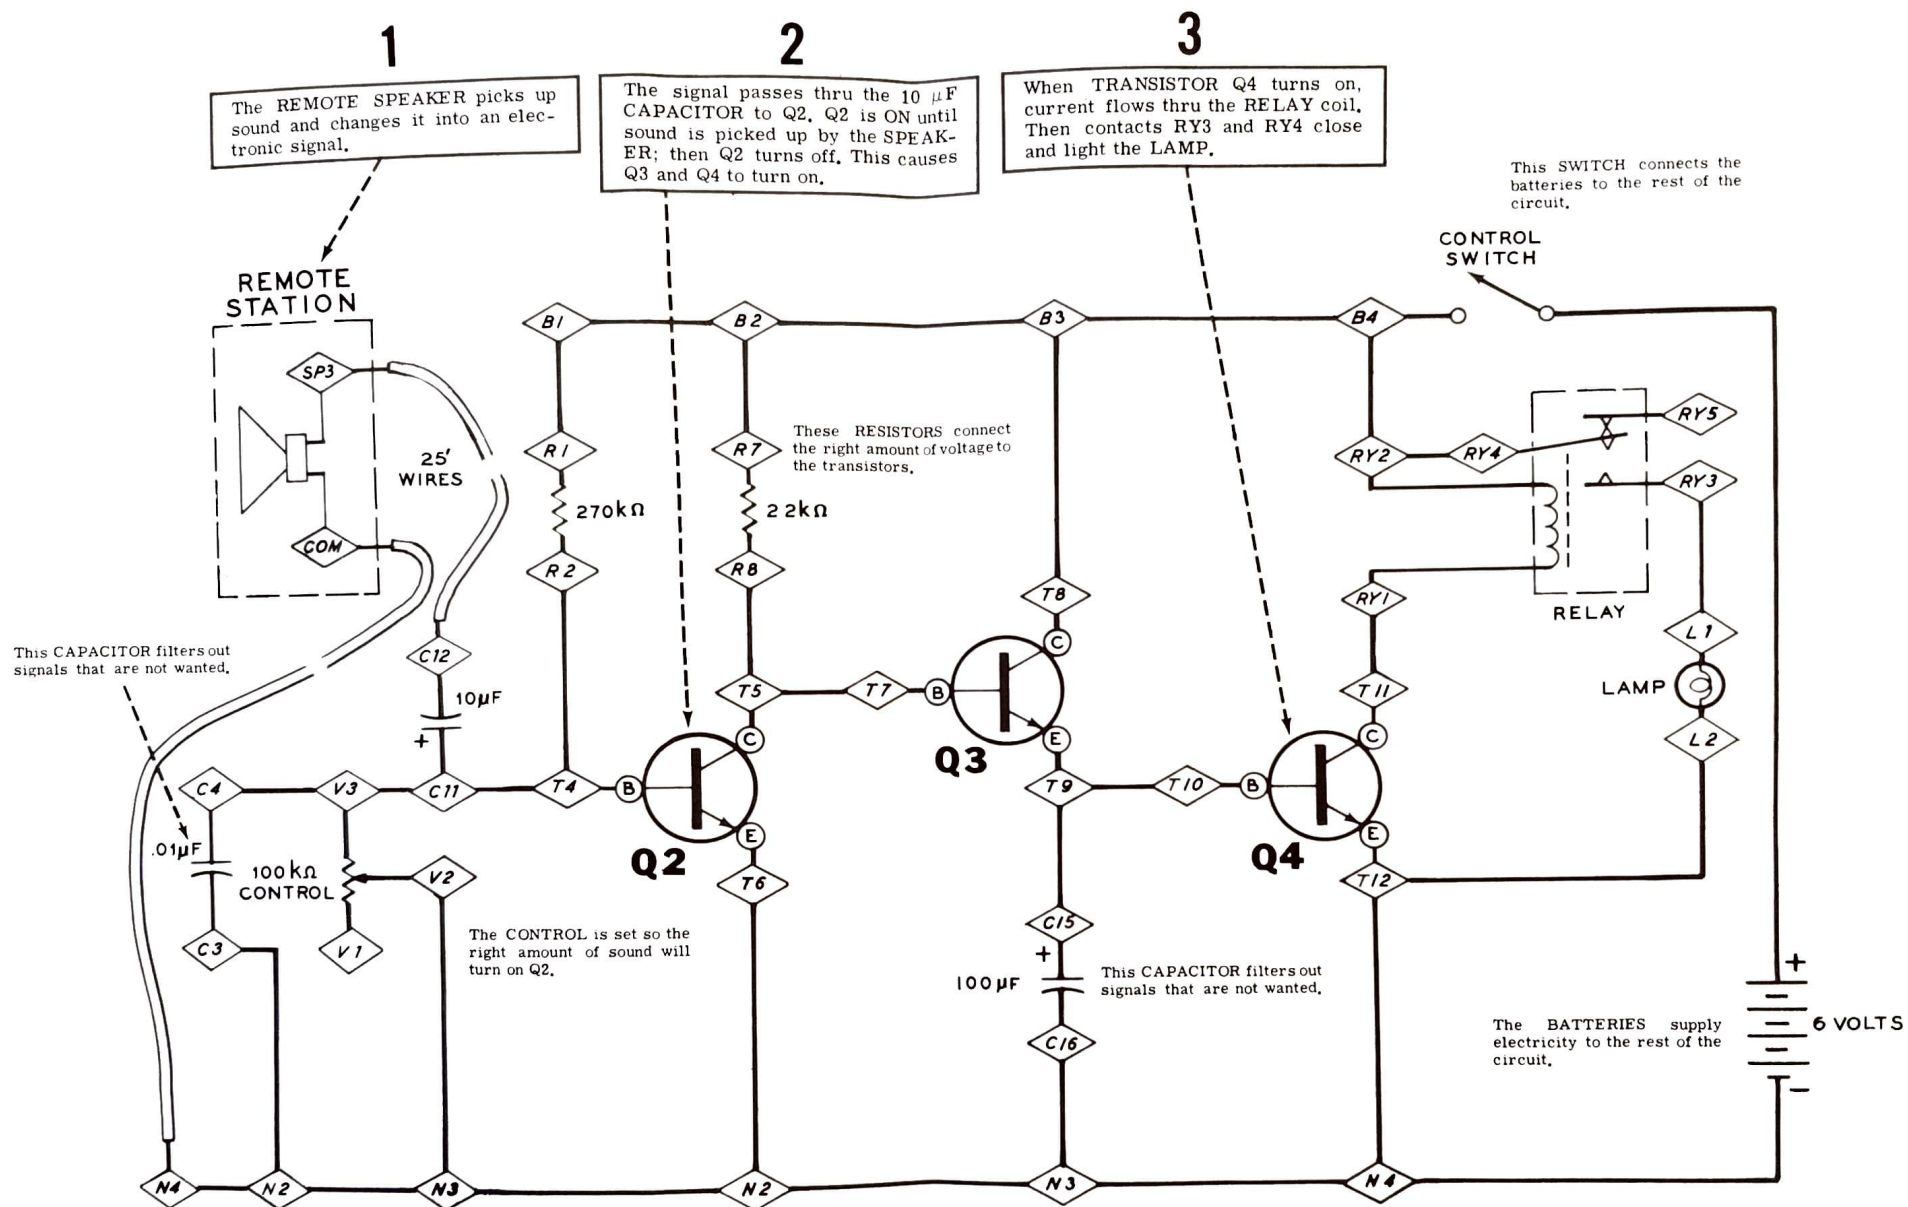 1
The REMOTE SPEAKER picks up
sound and changes it into an elec-
tronic signal.
2
The signal passes thru the 10 µF
CAPACITOR to Q2. Q2 is ON until
sound is picked up by the SPEAK-
ER; then Q2 turns off. This causes
Q3 and Q4 to turn on.
3
When TRANSISTOR Q4 turns on,
current flows thru the RELAY coil.
Then contacts RY3 and RY4 close
and light the LAMP.
This SWITCH connects the
batteries to the rest of the
circuit.
CONTROL
SWITCH
REMOTE
STATION
B1
B2
B3
B4
SP3
COM
25'
WIRES
R1
270kΩ
R2
R7
22kΩ
R8
These RESISTORS connect
the right amount of voltage to
the transistors.
RY2
RY4
RY5
RY3
RY1
RELAY
T8
L1
LAMP
L2
This CAPACITOR filters out
signals that are not wanted.
C12
10µF
+
T5
T7
B
C
E
Q3
T11
C4
V3
C11
T4
B
C
E
Q2
T9
T10
B
C
E
Q4
.01µF
100kΩ
CONTROL
V2
T6
T12
C3
V1
The CONTROL is set so the
right amount of sound will
turn on Q2.
C15
+
100µF
C16
This CAPACITOR filters out
signals that are not wanted.
The BATTERIES supply
electricity to the rest of the
circuit.
+
6 VOLTS
-
N4
N2
N3
N2
N3
N4